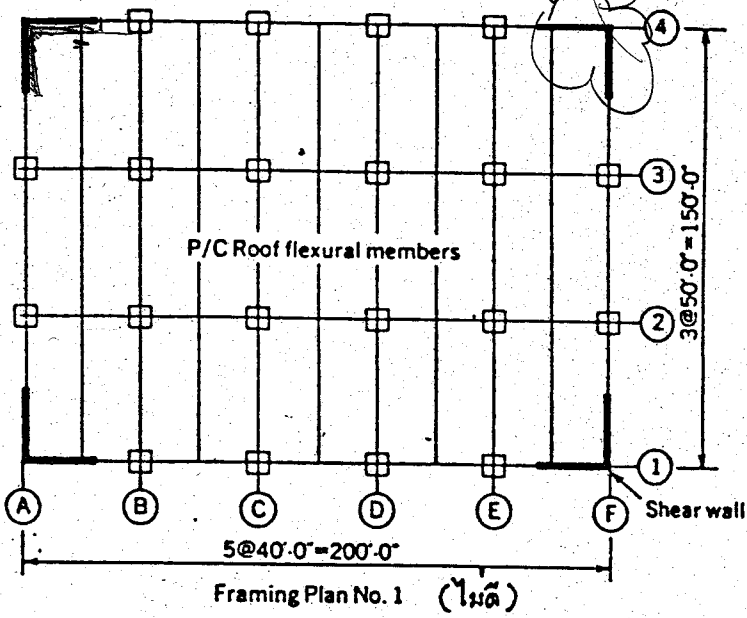 4
3
P/C Roof flexural members
3@50'-0"=150'-0"
2
1
A B C D E F
Shear wall
5@40'-0"=200'-0"
Framing Plan No. 1 (ไม่ดี)